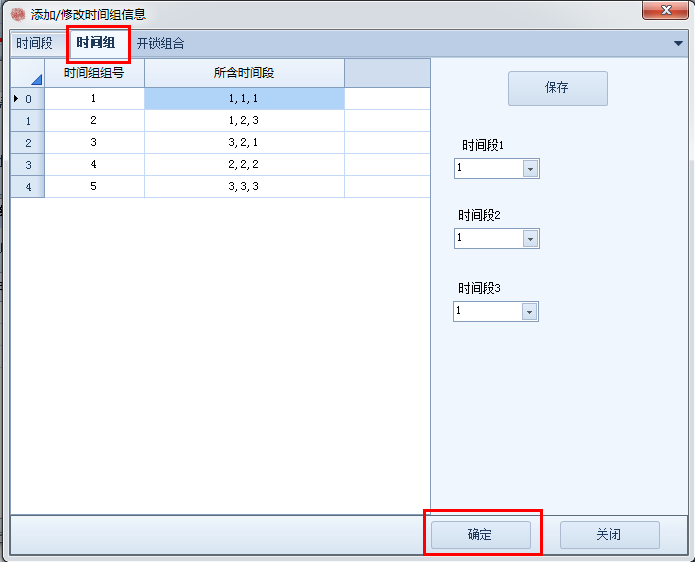 添加/修改时间组信息
时间段 时间组 开锁组合
时间组组号 所含时间段
0 1 1,1,1
1 2 1,2,3
2 3 3,2,1
3 4 2,2,2
4 5 3,3,3
保存
时间段1
1
时间段2
1
时间段3
1
确定 关闭